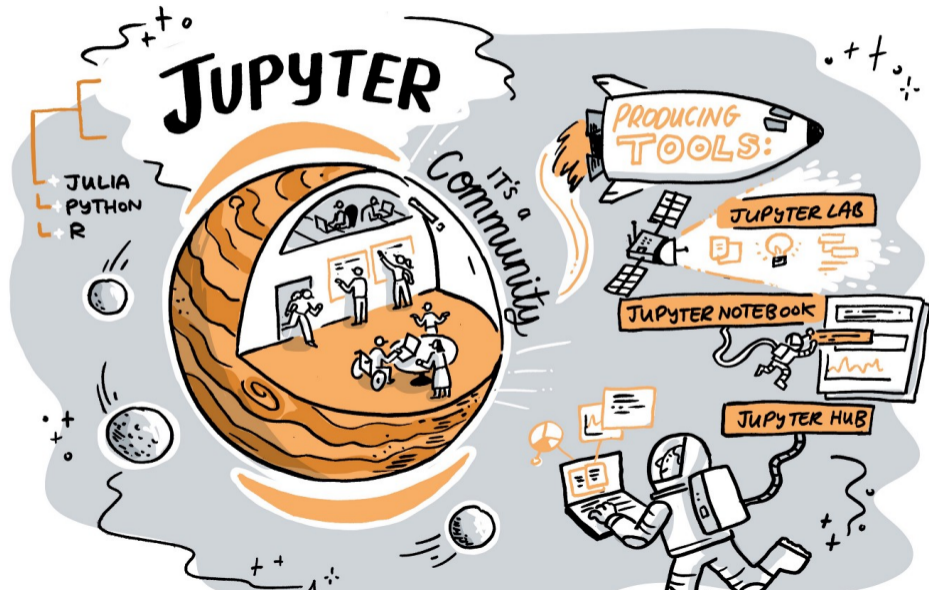 JUPYTER
JULIA
PYTHON
R
IT'S
a
Community
PRODUCING
TOOLS:
JUPYTER LAB
JUPYTER NOTEBOOK
JUPYTER HUB